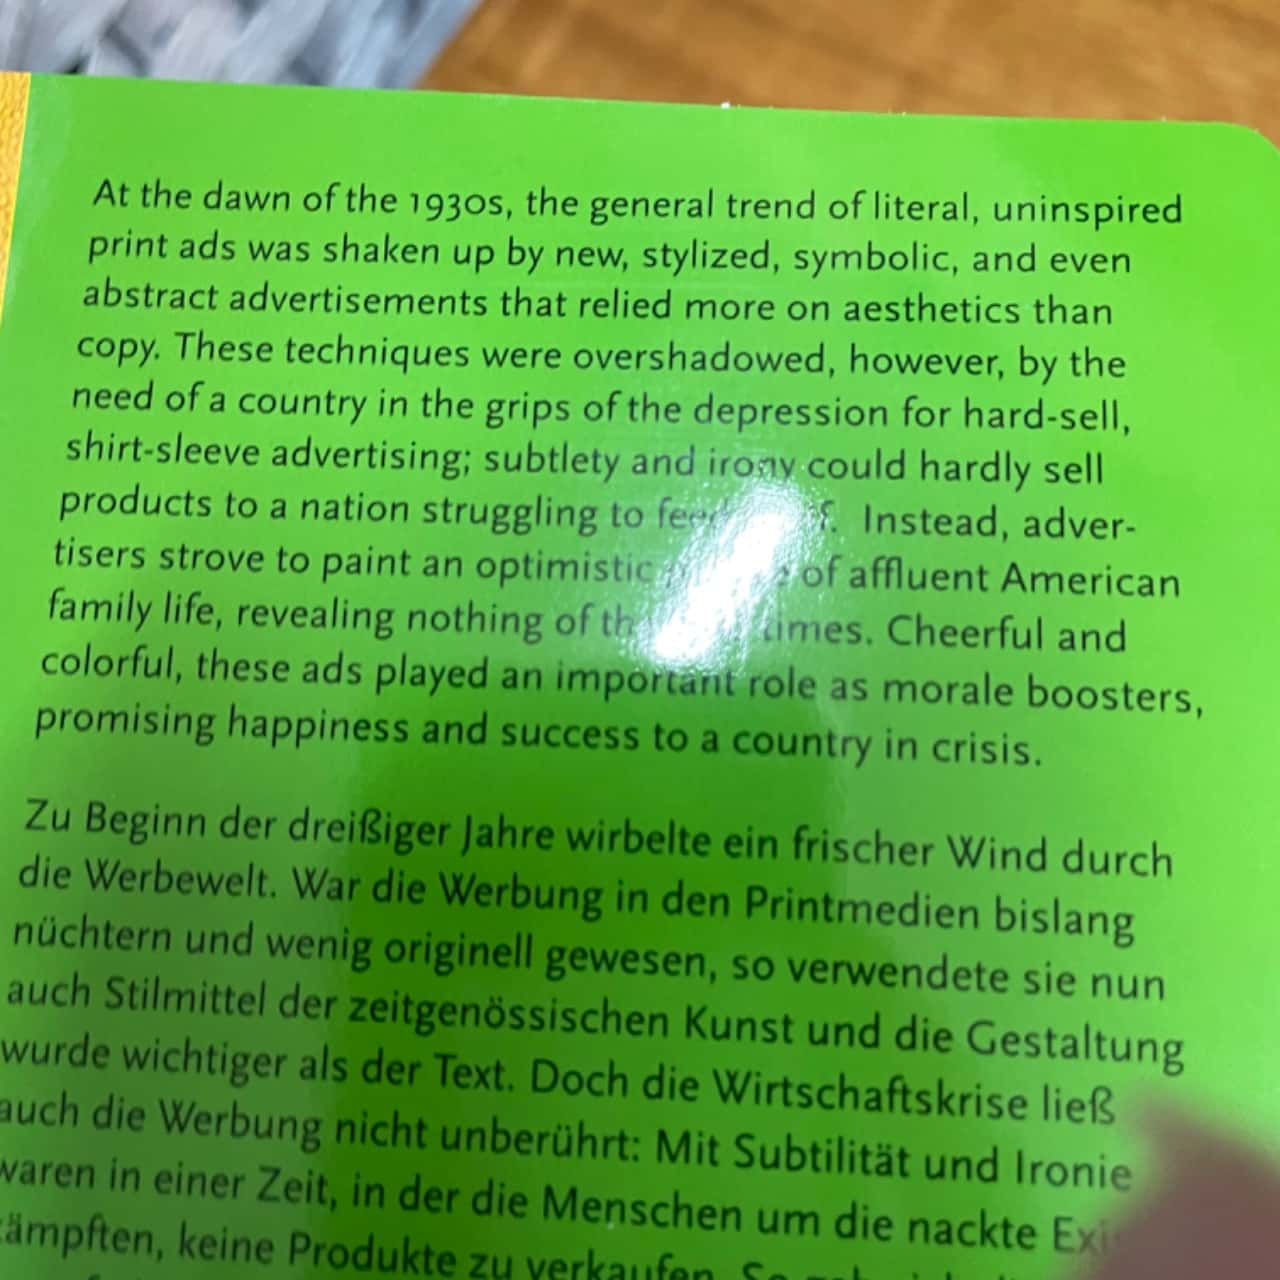 At the dawn of the 1930s, the general trend of literal, uninspired
print ads was shaken up by new, stylized, symbolic, and even
abstract advertisements that relied more on aesthetics than
copy. These techniques were overshadowed, however, by the
need of a country in the grips of the depression for hard-sell,
shirt-sleeve advertising; subtlety and irony could hardly sell
products to a nation struggling to Instead, adver-
tisers strove to paint an optimistic of affluent American
family life, revealing nothing of times. Cheerful and
colorful, these ads played an important role as morale boosters,
promising happiness and success to a country in crisis.
Zu Beginn der dreißiger Jahre wirbelte ein frischer Wind durch
die Werbewelt. War die Werbung in den Printmedien bislang
nüchtern und wenig originell gewesen, so verwendete sie nun
auch Stilmittel der zeitgenössischen Kunst und die Gestaltung
wurde wichtiger als der Text. Doch die Wirtschaftskrise ließ
auch die Werbung nicht unberührt: Mit Subtilität und Ironie
waren in einer Zeit, in der die Menschen um die nackte
keine Produkte zu verkaufen.